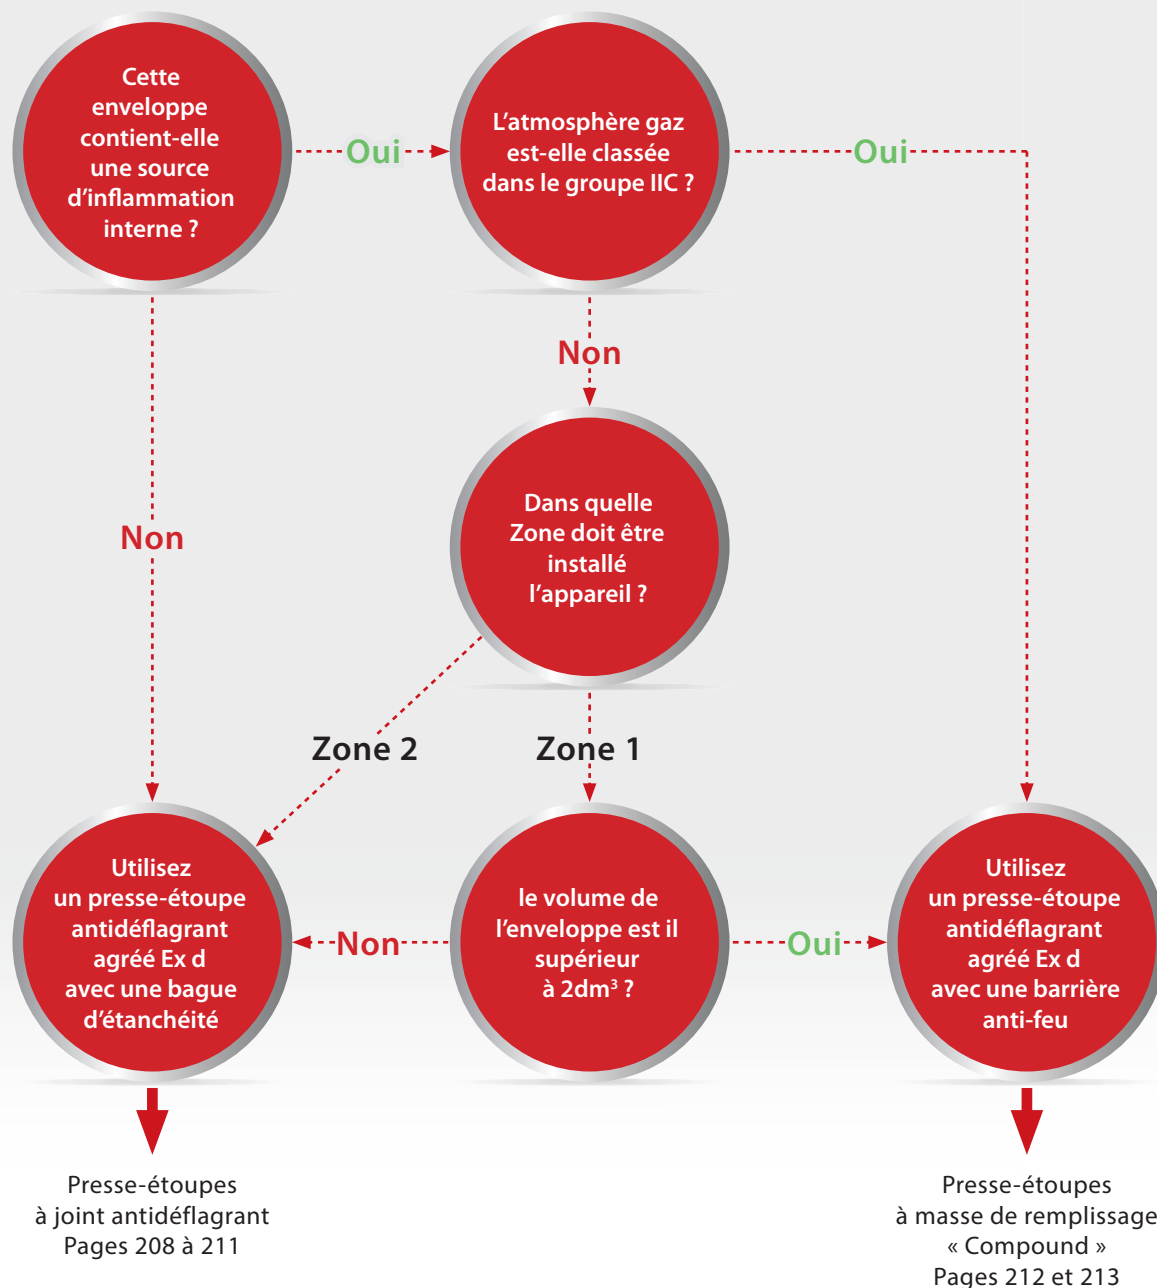 Cette
enveloppe
contient-elle
une source
d'inflammation
interne ?
Oui
L'atmosphère gaz
est-elle classée
dans le groupe IIC ?
Oui
Non
Non
Dans quelle
Zone doit être
installé
l'appareil ?
Zone 2
Zone 1
Utilisez
un presse-étoupe
antidéflagrant
agréé Ex d
avec une bague
d'étanchéité
Non
le volume de
l'enveloppe est il
supérieur
à 2dm³ ?
Oui
Utilisez
un presse-étoupe
antidéflagrant
agréé Ex d
avec une barrière
anti-feu
Presse-étoupes
à joint antidéflagrant
Pages 208 à 211
Presse-étoupes
à masse de remplissage
« Compound »
Pages 212 et 213